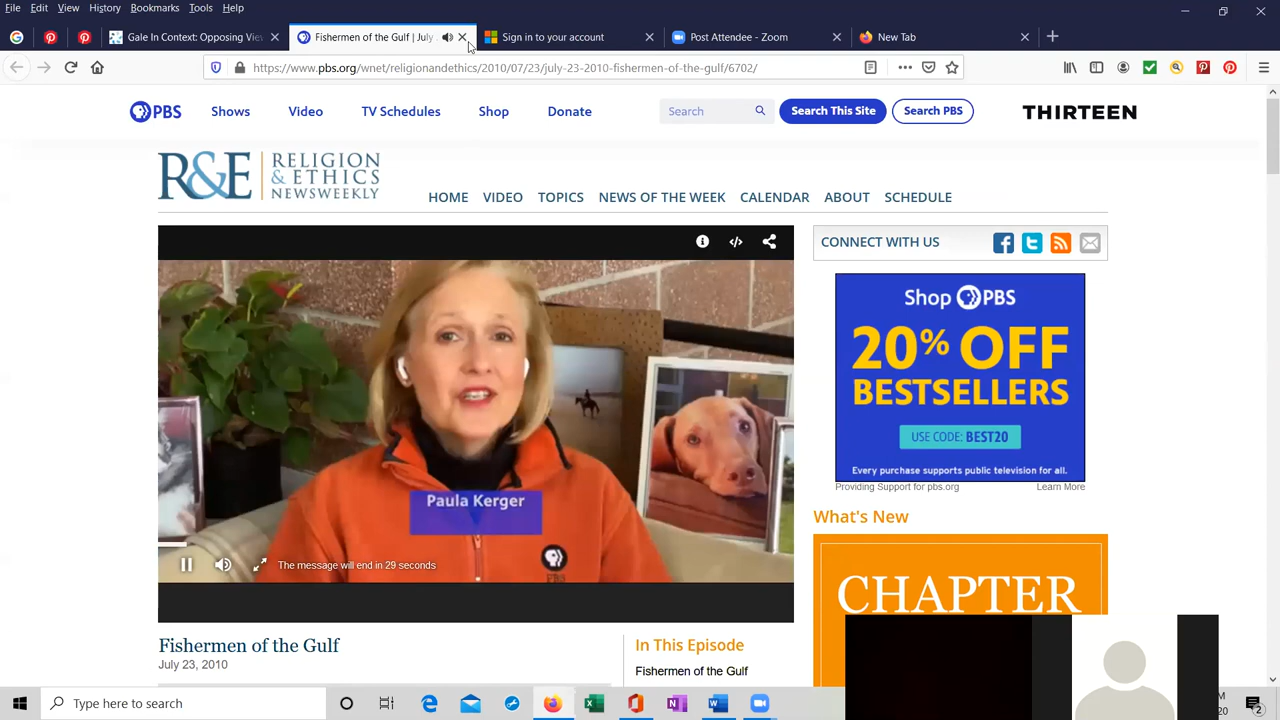 File Edit View History Bookmarks Tools Help
Gale In Context: Opposing Vie
Fishermen of the Gulf | July
Sign in to your account
Post Attendee - Zoom
New Tab
https://www.pbs.org/wnet/religionandethics/2010/07/23/july-23-2010-fishermen-of-the-gulf/6702/
PBS
Shows
Video
TV Schedules
Shop
Donate
Search
Search This Site
Search PBS
THIRTEEN
R&E RELIGION
& ETHICS
NEWSWEEKLY
HOME VIDEO TOPICS NEWS OF THE WEEK CALENDAR ABOUT SCHEDULE
CONNECT WITH US
Shop PBS
20% OFF
BESTSELLERS
USE CODE: BEST20
Every purchase supports public television for all.
Providing Support for pbs.org
Learn More
Paula Kerger
PBS
The message will end in 29 seconds
What's New
CHAPTER
Fishermen of the Gulf
July 23, 2010
In This Episode
Fishermen of the Gulf
Type here to search
M
20
2